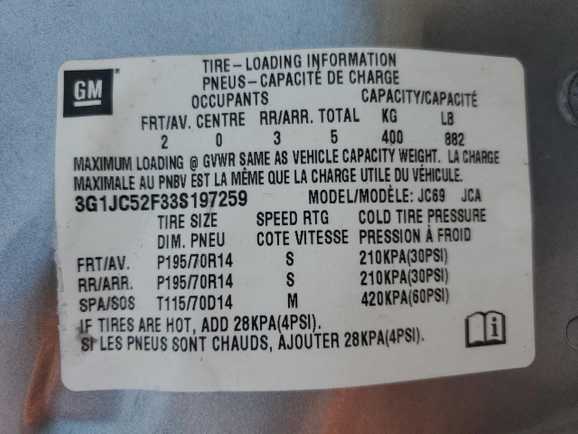 GM
TIRE-LOADING INFORMATION
PNEUS-CAPACITÉ DE CHARGE
OCCUPANTS CAPACITY/CAPACITÉ
FRT/AV. CENTRE RR/ARR. TOTAL KG LB
2 0 3 5 400 882
MAXIMUM LOADING @ GVWR SAME AS VEHICLE CAPACITY WEIGHT. LA CHARGE
MAXIMALE AU PNBV EST LA MÊME QUE LA CHARGE UTILE DU VÉHICULE.
3G1JC52F33S197259 MODEL/MODÈLE: JC69 JCA
TIRE SIZE SPEED RTG COLD TIRE PRESSURE
DIM. PNEU COTE VITESSE PRESSION À FROID
FRT/AV. P195/70R14 S 210KPA(30PSI)
RR/ARR. P195/70R14 S 210KPA(30PSI)
SPA/SOS T115/70D14 M 420KPA(60PSI)
IF TIRES ARE HOT, ADD 28KPA(4PSI).
SI LES PNEUS SONT CHAUDS, AJOUTER 28KPA(4PSI).